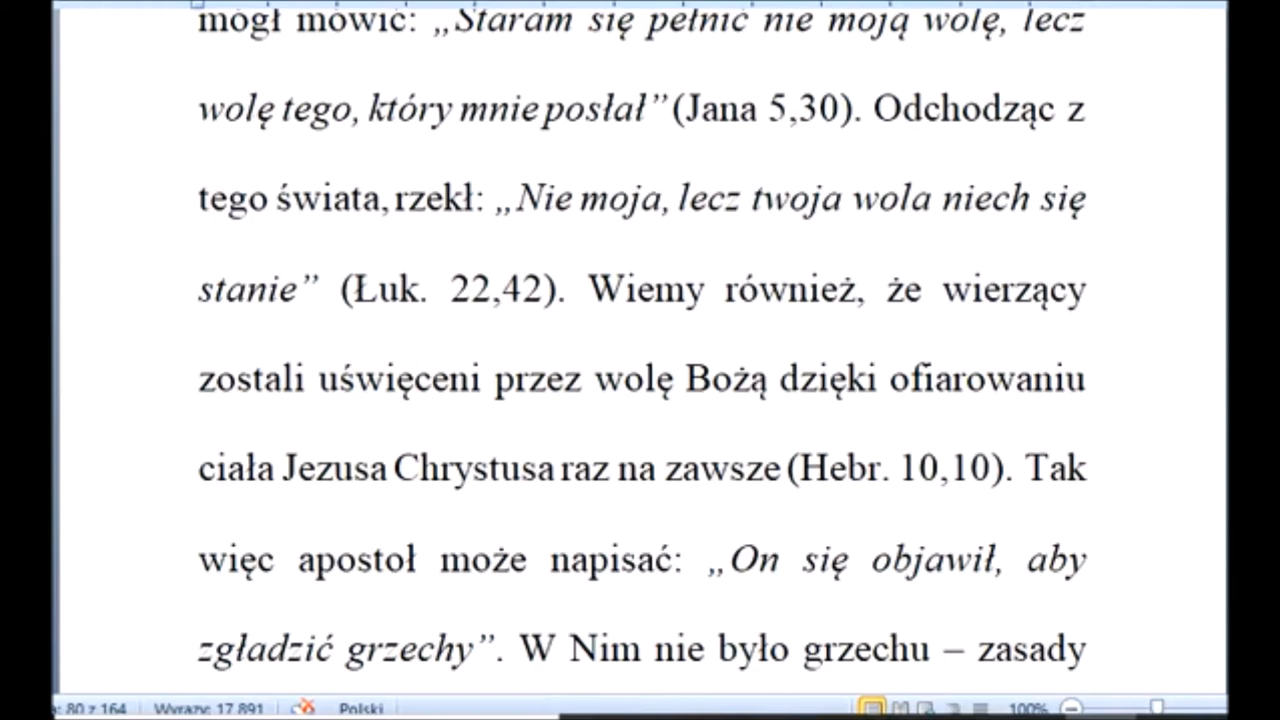 mógł mówić: „Staram się pełnić nie moją wolę, lecz
wolę tego, który mnie posłał” (Jana 5,30). Odchodząc z
tego świata, rzekł: „Nie moja, lecz twoja wola niech się
stanie” (Łuk. 22,42). Wiemy również, że wierzący
zostali uświęceni przez wolę Bożą dzięki ofiarowaniu
ciała Jezusa Chrystusa raz na zawsze (Hebr. 10,10). Tak
więc apostoł może napisać: „On się objawił, aby
zgładzić grzechy”. W Nim nie było grzechu – zasady
: 80 z 164 Wyrazy: 17 891 Polski 100%